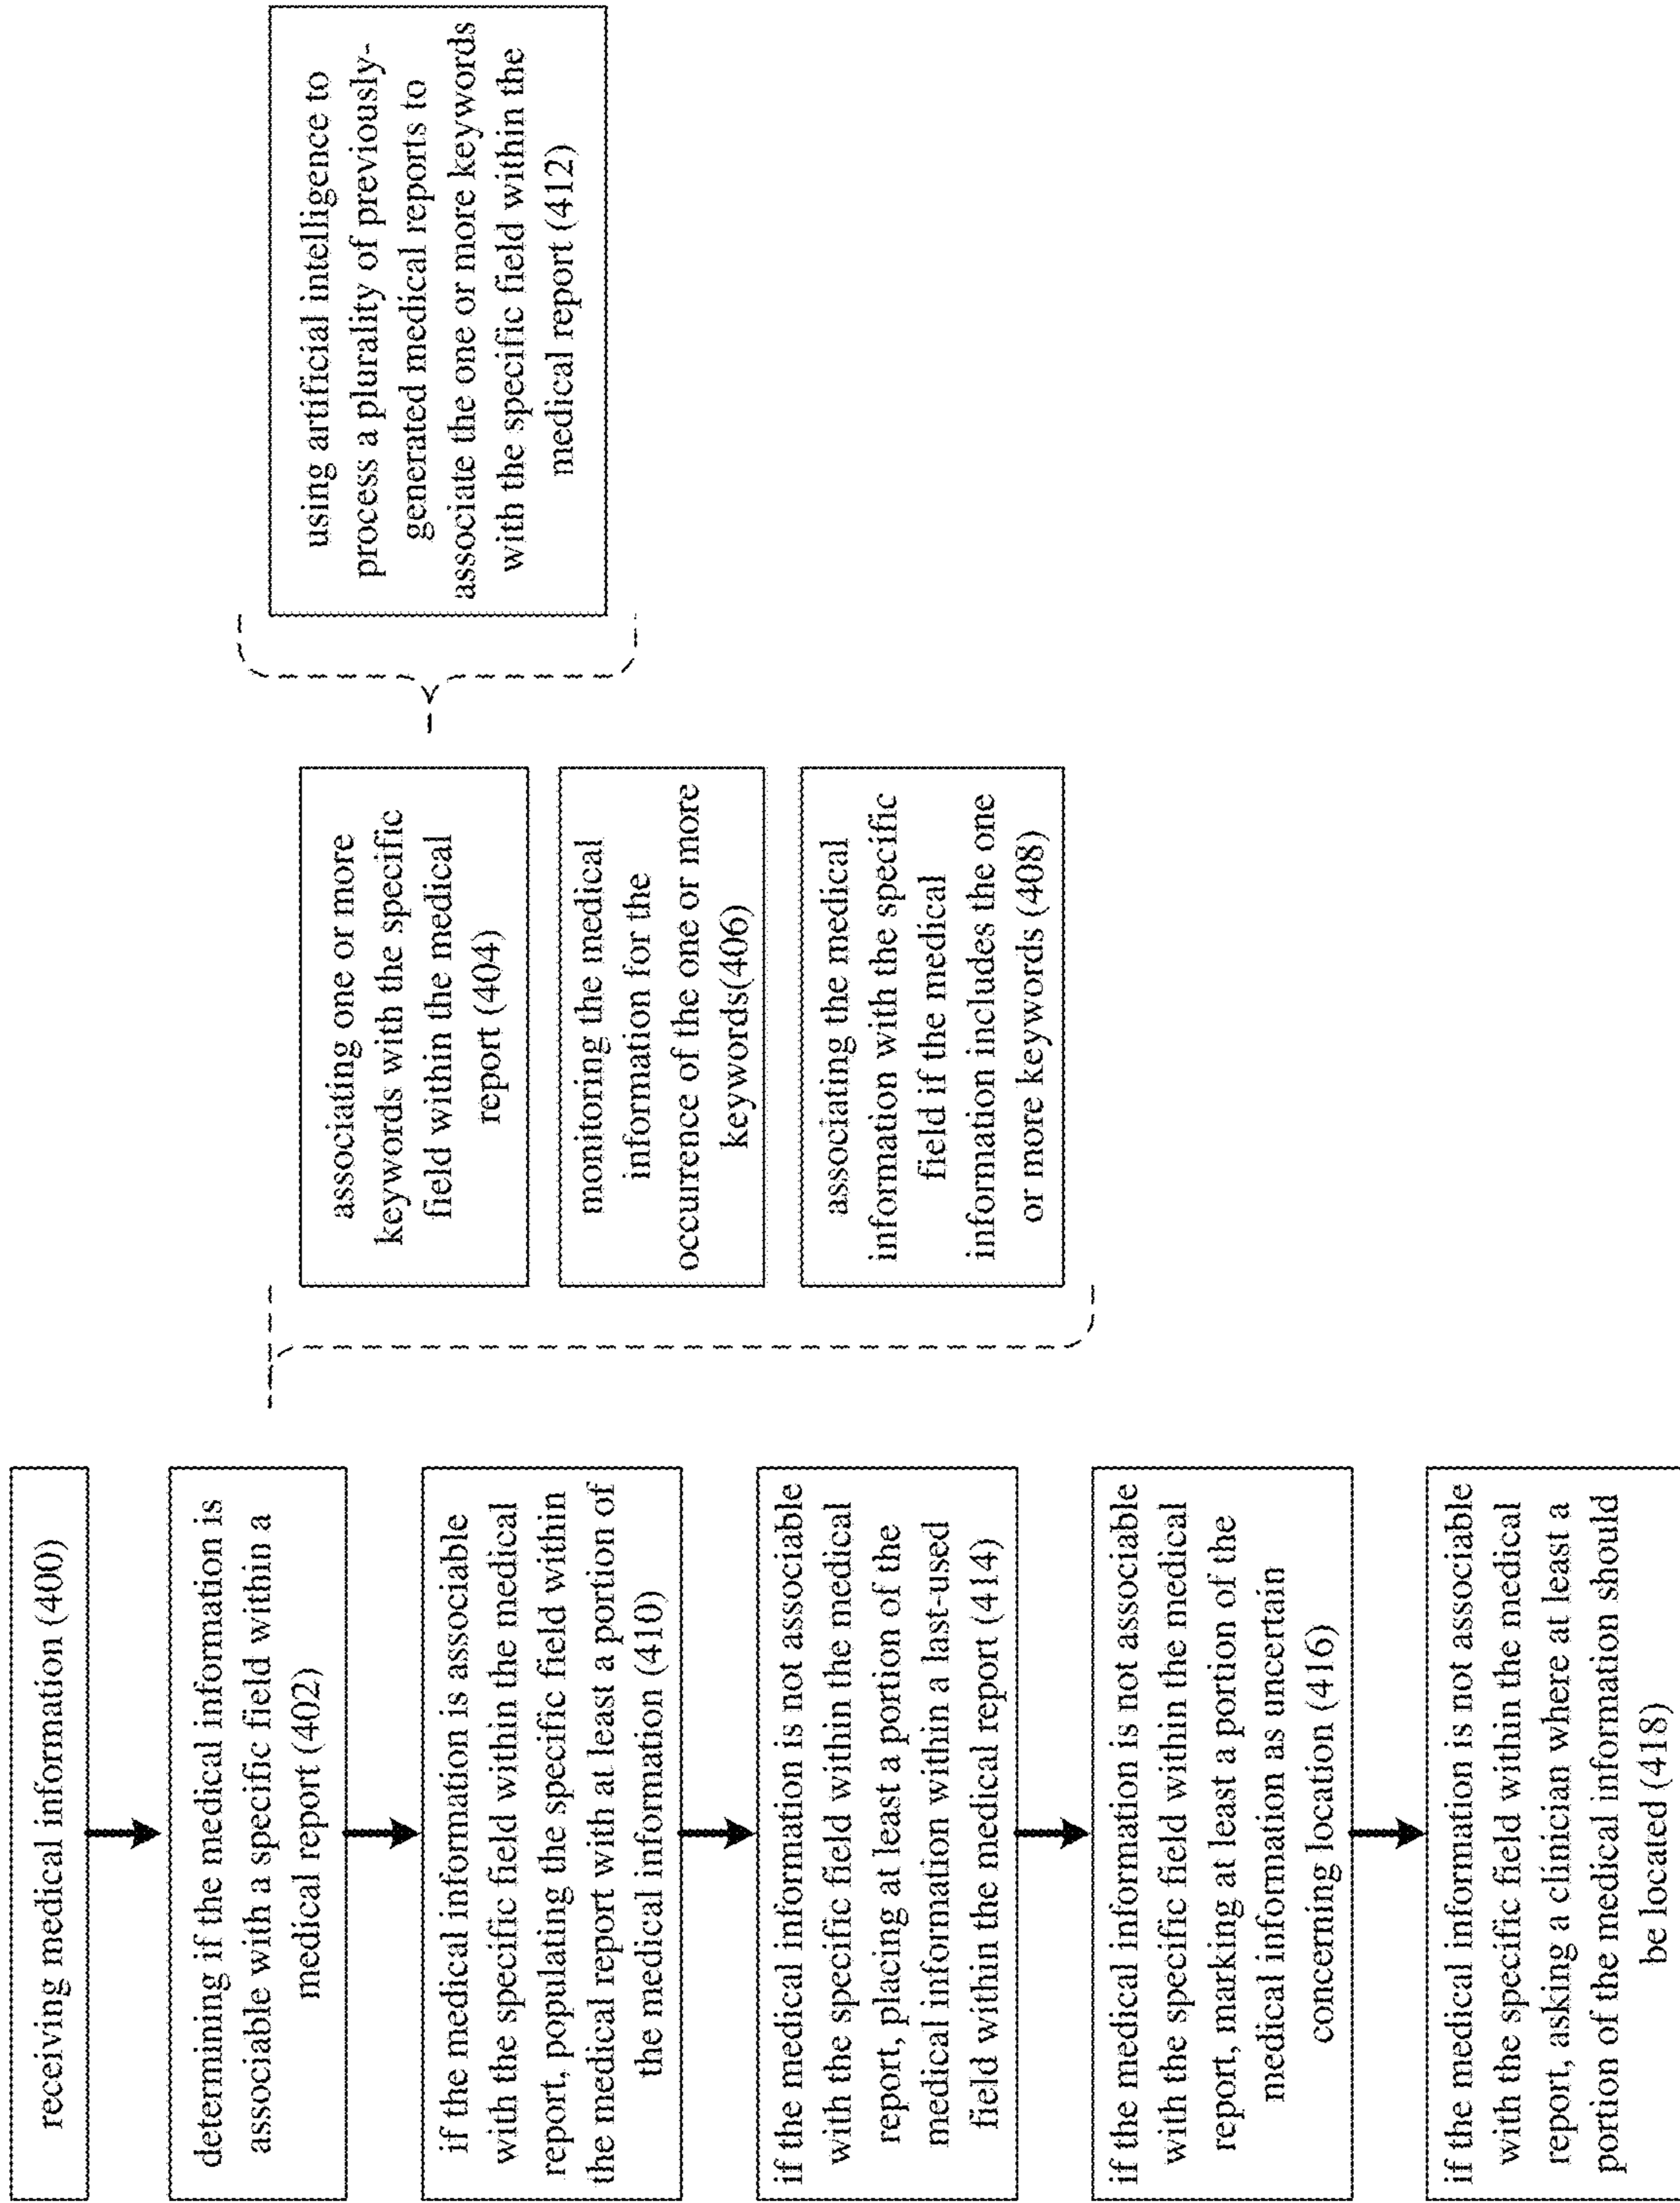 receiving medical information (400)
determining if the medical information is
associable with a specific field within a
medical report (402)
associating one or more
keywords with the specific
field within the medical
report (404)
using artificial intelligence to
process a plurality of previously-
generated medical reports to
associate the one or more keywords
with the specific field within the
medical report (412)
monitoring the medical
information for the
occurrence of the one or more
keywords(406)
associating the medical
information with the specific
field if the medical
information includes the one
or more keywords (408)
if the medical information is associable
with the specific field within the medical
report, populating the specific field within
the medical report with at least a portion of
the medical information (410)
if the medical information is not associable
with the specific field within the medical
report, placing at least a portion of the
medical information within a last-used
field within the medical report (414)
if the medical information is not associable
with the specific field within the medical
report, marking at least a portion of the
medical information as uncertain
concerning location (416)
if the medical information is not associable
with the specific field within the medical
report, asking a clinician where at least a
portion of the medical information should
be located (418)